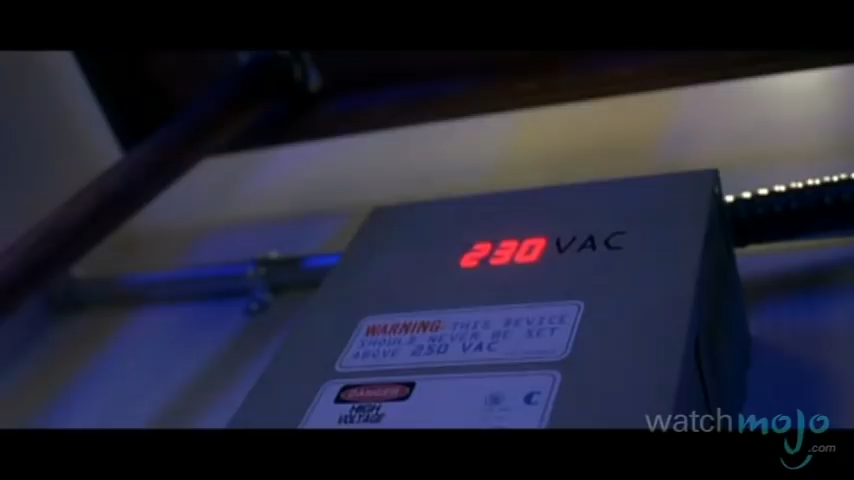 230 VAC
WARNING: THIS DEVICE
SHOULD NEVER BE SET
ABOVE 250 VAC
DANGER
HIGH
VOLTAGE
watchmojo
.com